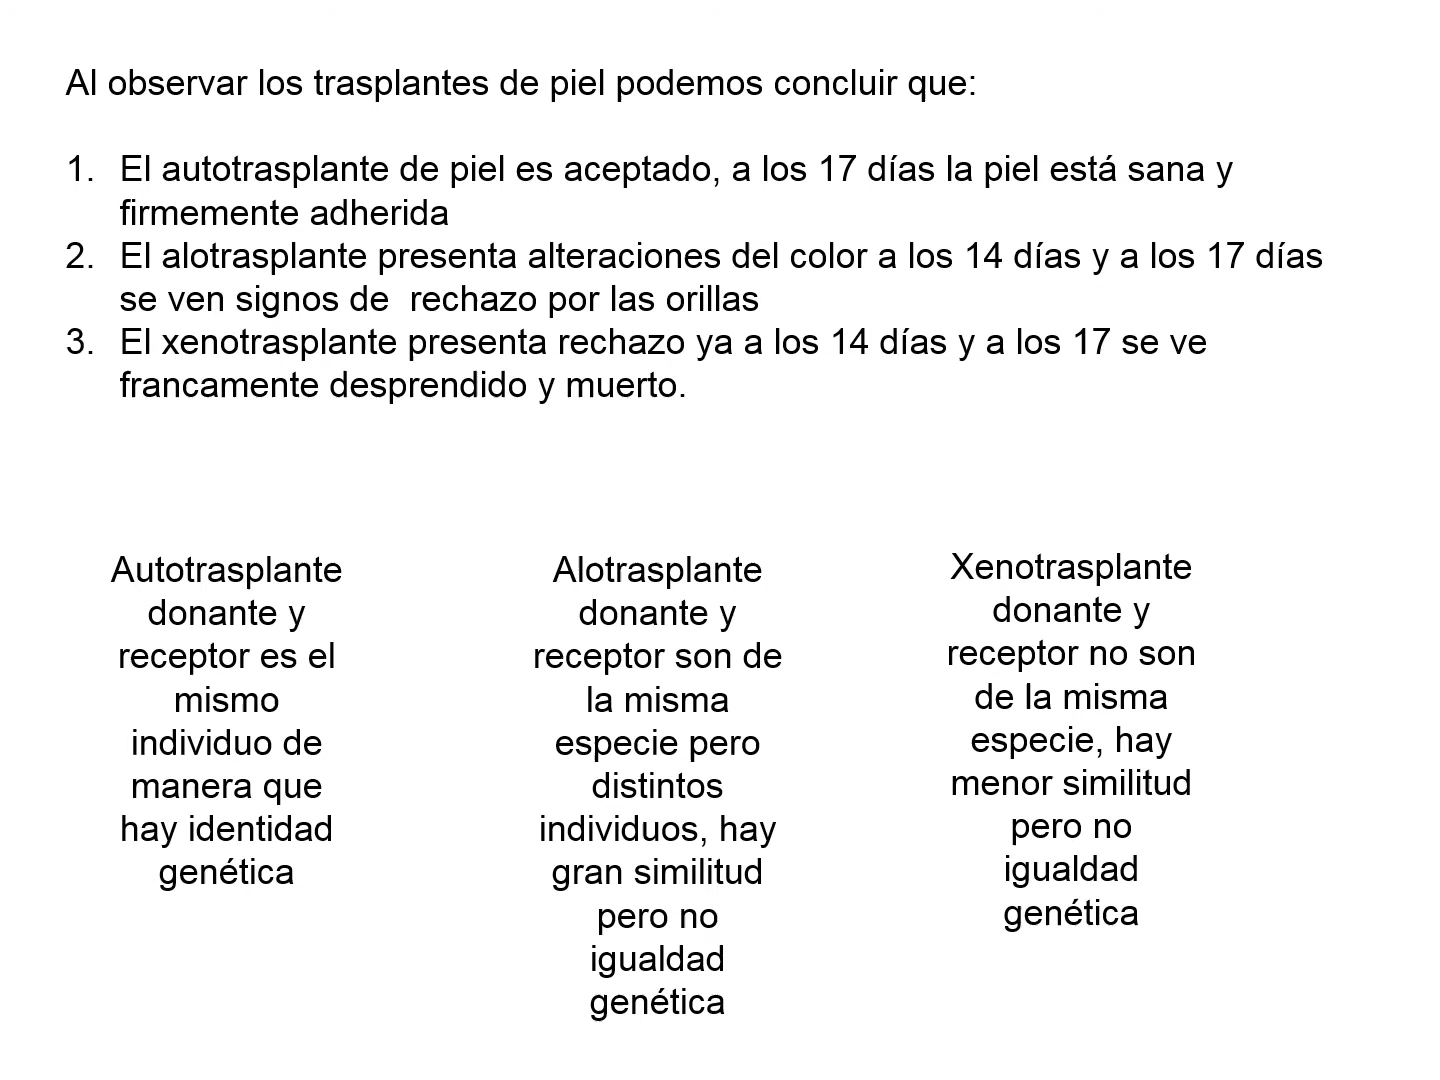 Al observar los trasplantes de piel podemos concluir que:
1. El autotrasplante de piel es aceptado, a los 17 días la piel está sana y
firmemente adherida
2. El alotrasplante presenta alteraciones del color a los 14 días y a los 17 días
se ven signos de  rechazo por las orillas
3. El xenotrasplante presenta rechazo ya a los 14 días y a los 17 se ve
francamente desprendido y muerto.
Autotrasplante
donante y
receptor es el
mismo
individuo de
manera que
hay identidad
genética
Alotrasplante
donante y
receptor son de
la misma
especie pero
distintos
individuos, hay
gran similitud
pero no
igualdad
genética
Xenotrasplante
donante y
receptor no son
de la misma
especie, hay
menor similitud
pero no
igualdad
genética